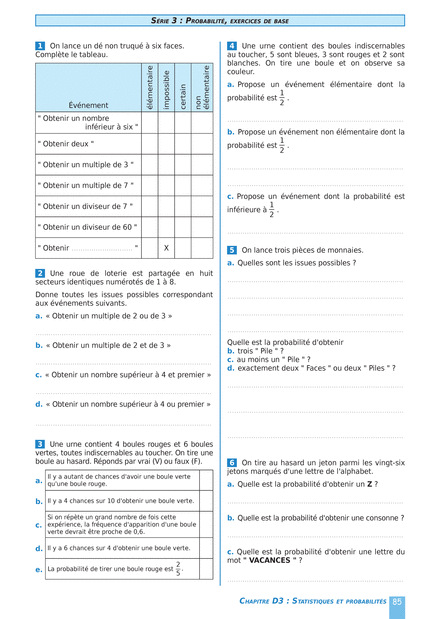 SÉRIE 3 : PROBABILITÉ, EXERCICES DE BASE
1 On lance un dé non truqué à six faces.
Complète le tableau.
Événement
élémentaire
impossible
certain
non
élémentaire
" Obtenir un nombre
inférieur à six "
" Obtenir deux "
" Obtenir un multiple de 3 "
" Obtenir un multiple de 7 "
" Obtenir un diviseur de 7 "
" Obtenir un diviseur de 60 "
" Obtenir .......................... " X
2 Une roue de loterie est partagée en huit
secteurs identiques numérotés de 1 à 8.
Donne toutes les issues possibles correspondant
aux événements suivants.
a. « Obtenir un multiple de 2 ou de 3 »
b. « Obtenir un multiple de 2 et de 3 »
c. « Obtenir un nombre supérieur à 4 et premier »
d. « Obtenir un nombre supérieur à 4 ou premier »
3 Une urne contient 4 boules rouges et 6 boules
vertes, toutes indiscernables au toucher. On tire une
boule au hasard. Réponds par vrai (V) ou faux (F).
a. Il y a autant de chances d'avoir une boule verte
qu'une boule rouge.
b. Il y a 4 chances sur 10 d'obtenir une boule verte.
c. Si on répète un grand nombre de fois cette
expérience, la fréquence d'apparition d'une boule
verte devrait être proche de 0,6.
d. Il y a 6 chances sur 4 d'obtenir une boule verte.
e. La probabilité de tirer une boule rouge est 2/5.
4 Une urne contient des boules indiscernables
au toucher, 5 sont bleues, 3 sont rouges et 2 sont
blanches. On tire une boule et on observe sa
couleur.
a. Propose un événement élémentaire dont la
probabilité est 1/2 .
b. Propose un événement non élémentaire dont la
probabilité est 1/2 .
c. Propose un événement dont la probabilité est
inférieure à 1/2 .
5 On lance trois pièces de monnaies.
a. Quelles sont les issues possibles ?
Quelle est la probabilité d'obtenir
b. trois " Pile " ?
c. au moins un " Pile " ?
d. exactement deux " Faces " ou deux " Piles " ?
6 On tire au hasard un jeton parmi les vingt-six
jetons marqués d'une lettre de l'alphabet.
a. Quelle est la probabilité d'obtenir un Z ?
b. Quelle est la probabilité d'obtenir une consonne ?
c. Quelle est la probabilité d'obtenir une lettre du
mot " VACANCES " ?
CHAPITRE D3 : STATISTIQUES ET PROBABILITÉS 85